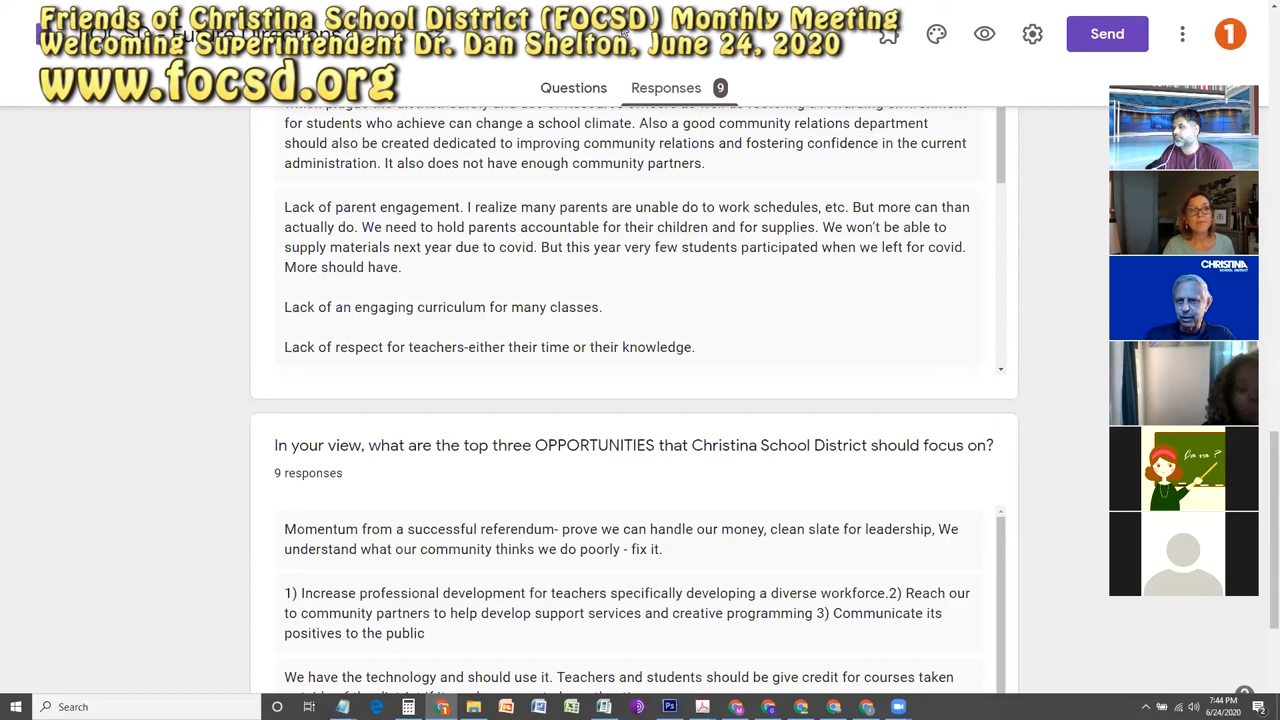 Friends of Christina School District (FOCSD) Monthly Meeting
Welcoming Superintendent Dr. Dan Shelton, June 24, 2020
www.focsd.org
Send
1
Questions
Responses 9
for students who achieve can change a school climate. Also a good community relations department
should also be created dedicated to improving community relations and fostering confidence in the current
administration. It also does not have enough community partners.
Lack of parent engagement. I realize many parents are unable do to work schedules, etc. But more can than
actually do. We need to hold parents accountable for their children and for supplies. We won't be able to
supply materials next year due to covid. But this year very few students participated when we left for covid.
More should have.
Lack of an engaging curriculum for many classes.
Lack of respect for teachers-either their time or their knowledge.
In your view, what are the top three OPPORTUNITIES that Christina School District should focus on?
9 responses
Momentum from a successful referendum- prove we can handle our money, clean slate for leadership, We
understand what our community thinks we do poorly - fix it.
1) Increase professional development for teachers specifically developing a diverse workforce.2) Reach our
to community partners to help develop support services and creative programming 3) Communicate its
positives to the public
We have the technology and should use it. Teachers and students should be give credit for courses taken
CHRISTINA
SCHOOL DISTRICT
Ça va ?
Search
7:44 PM
6/24/2020